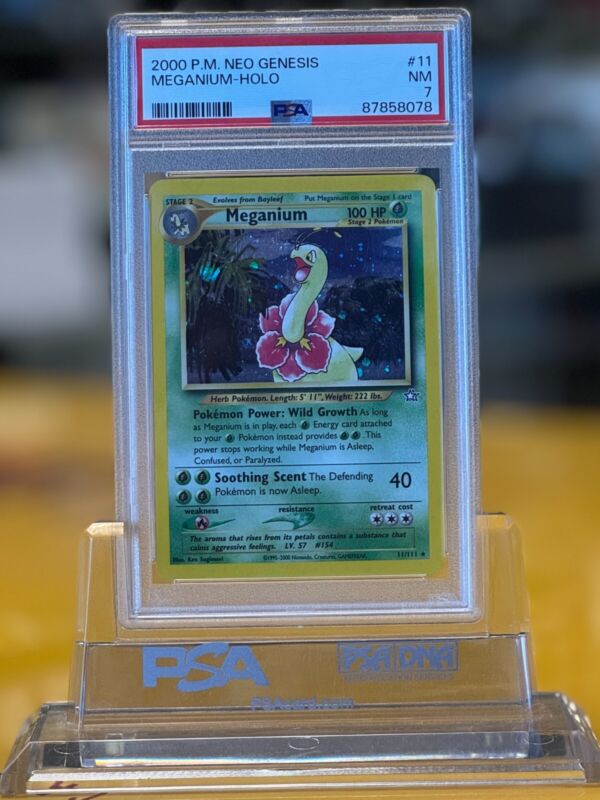 2000 P.M. NEO GENESIS #11
MEGANIUM-HOLO NM
7
PSA 87858078
STAGE 2 Evolves from Bayleef Put Meganium on the Stage 1 card
Meganium 100 HP
Stage 2 Pokémon
Herb Pokémon. Length: 5' 11", Weight: 222 lbs.
Pokémon Power: Wild Growth As long
as Meganium is in play, each Energy card attached
to your Pokémon instead provides . This
power stops working while Meganium is Asleep,
Confused, or Paralyzed.
Soothing Scent The Defending 40
Pokémon is now Asleep.
weakness resistance retreat cost
The aroma that rises from its petals contains a substance that
calms aggressive feelings. LV. 57 #154
Illus. Ken Sugimori 11/111 ★
©1995-2000 Nintendo, Creatures, GAMEFREAK.
PSA PSA DNA
PSAcard.com